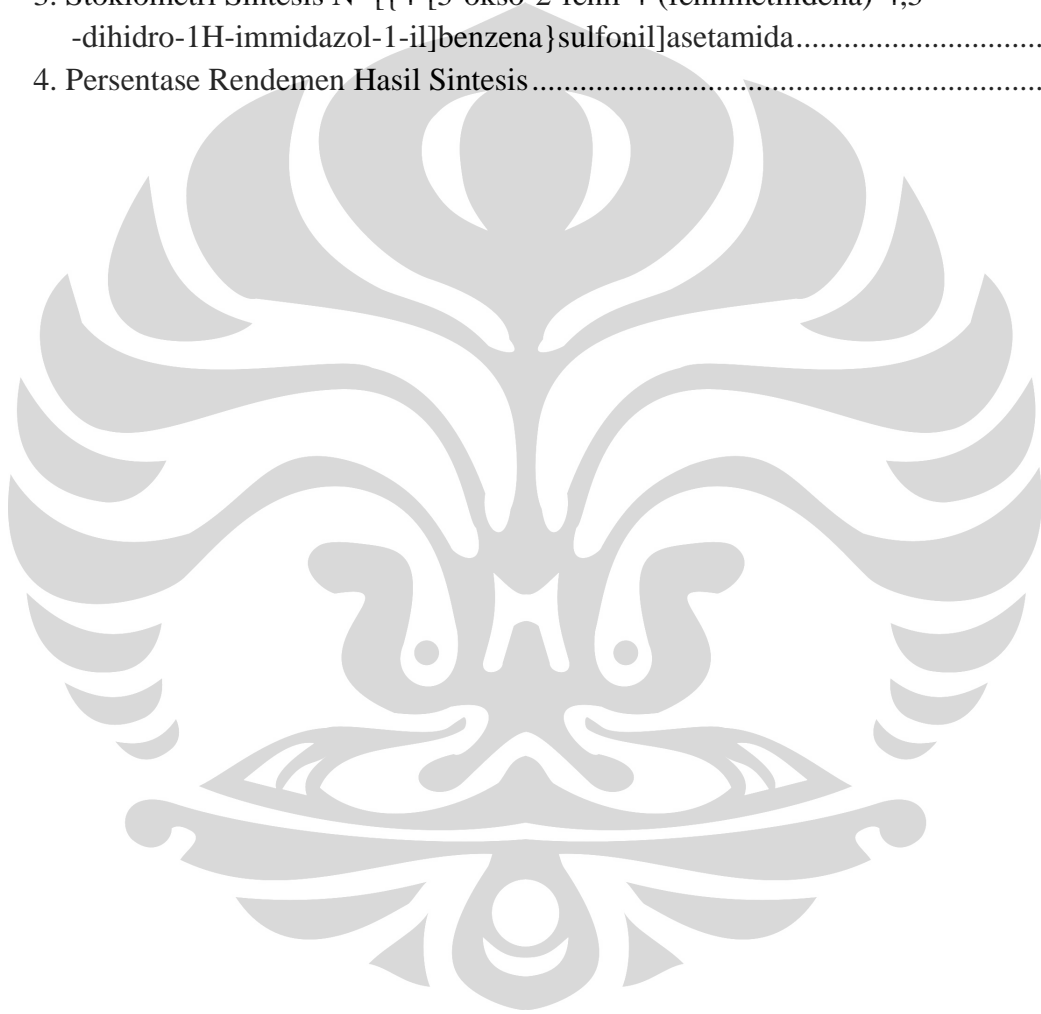 3. Stokiometri Sintesis N -[{4-[5-okso-2-fenil-4-(fenilmetilidena)-4,5
-dihidro-1H-immidazol-1-il]benzena}sulfonil]asetamida...................................
4. Persentase Rendemen Hasil Sintesis.......................................................................